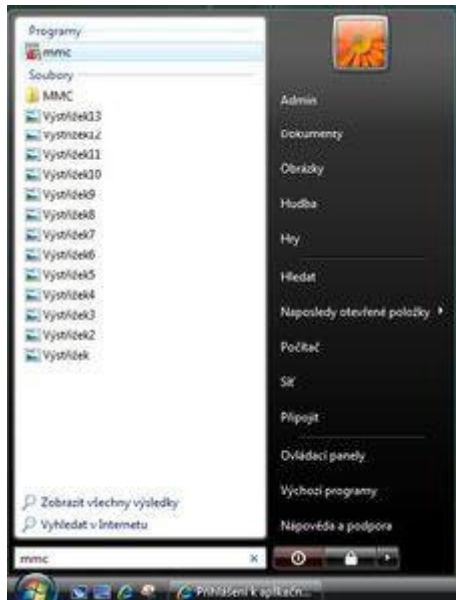 Programy
mmc
Soubory
MMC
Výstřižek13
Výstřižek12
Výstřižek11
Výstřižek10
Výstřižek9
Výstřižek8
Výstřižek7
Výstřižek6
Výstřižek5
Výstřižek4
Výstřižek3
Výstřižek2
Výstřižek
Zobrazit všechny výsledky
Vyhledat v Internetu
mmc
Admin
Dokumenty
Obrázky
Hudba
Hry
Hledat
Naposledy otevřené položky
Počítač
Síť
Připojit
Ovládací panely
Výchozí programy
Nápověda a podpora
Přihlášení k aplikačn...